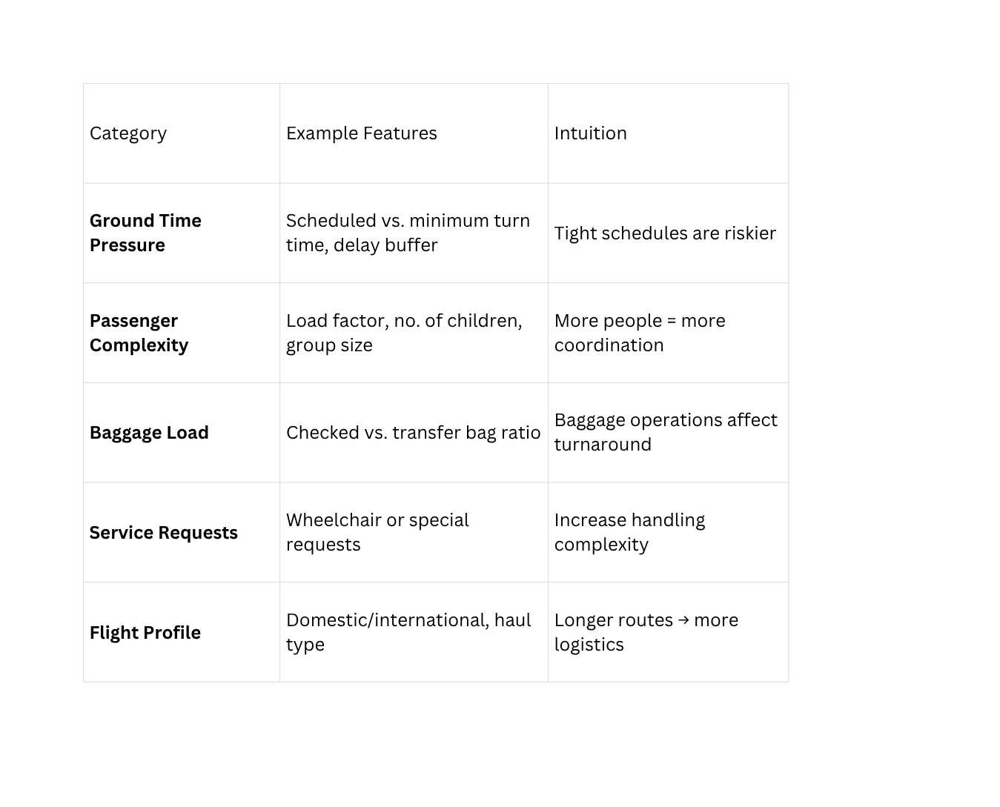 Category
Example Features
Intuition
Ground Time
Pressure
Scheduled vs. minimum turn
time, delay buffer
Tight schedules are riskier
Passenger
Complexity
Load factor, no. of children,
group size
More people = more
coordination
Baggage Load
Checked vs. transfer bag ratio
Baggage operations affect
turnaround
Service Requests
Wheelchair or special
requests
Increase handling
complexity
Flight Profile
Domestic/international, haul
type
Longer routes → more
logistics